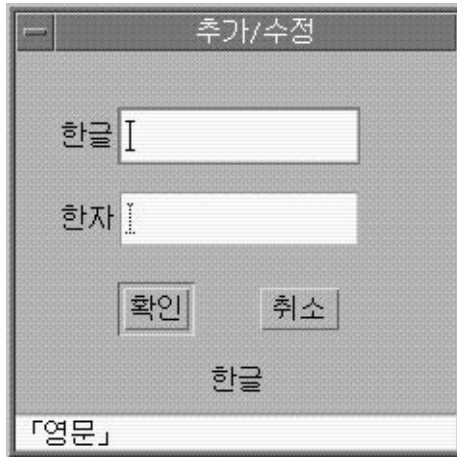 추가/수정
한글
한자
확인 취소
한글
「영문」